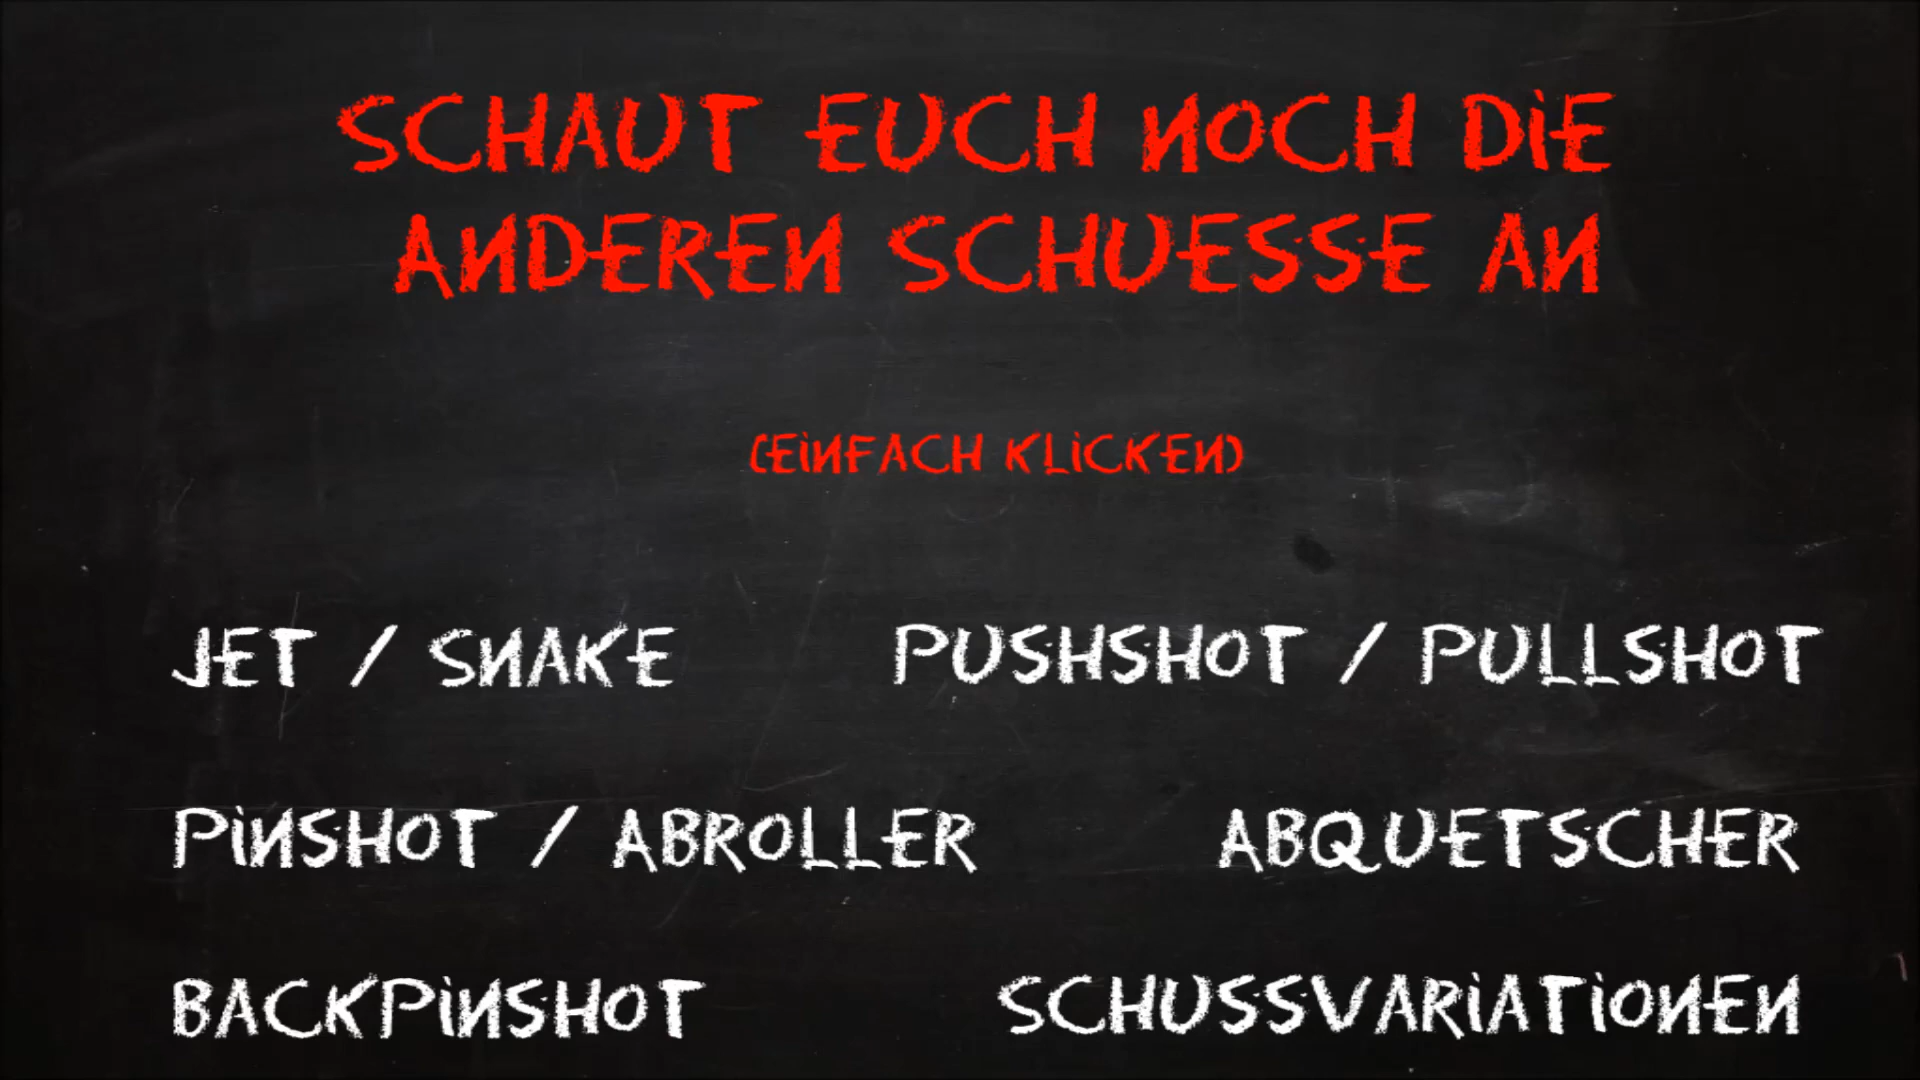 SCHAUT EUCH NOCH DiE
ANDEREN SCHUESSE AN
(EiNFACH KLiCKEN)
JET / SNAKE PUSHSHOT / PULLSHOT
PiNSHOT / ABROLLER ABQUETSCHER
BACKPiNSHOT SCHUSSVARiATiONEN